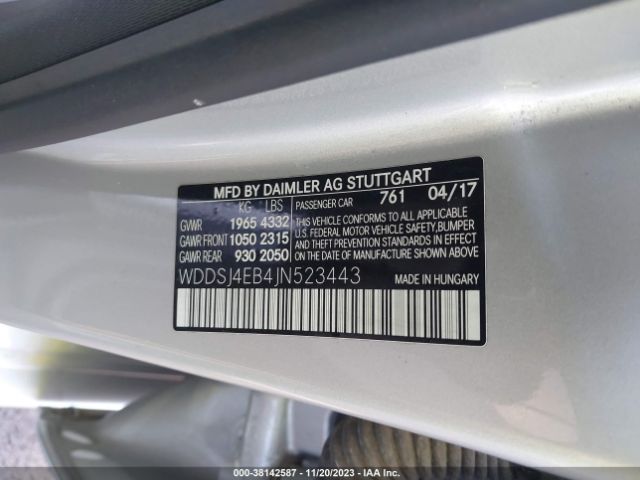 MFD BY DAIMLER AG STUTTGART
KG LBS PASSENGER CAR 761 04/17
GVWR 1965 4332
GAWR FRONT 1050 2315
GAWR REAR 930 2050
THIS VEHICLE CONFORMS TO ALL APPLICABLE
U.S. FEDERAL MOTOR VEHICLE SAFETY, BUMPER
AND THEFT PREVENTION STANDARDS IN EFFECT
ON THE DATE OF MANUFACTURE SHOWN ABOVE
WDDSJ4EB4JN523443 MADE IN HUNGARY
© COPART - 38142587 - 11/20/2023 - IAA Inc.